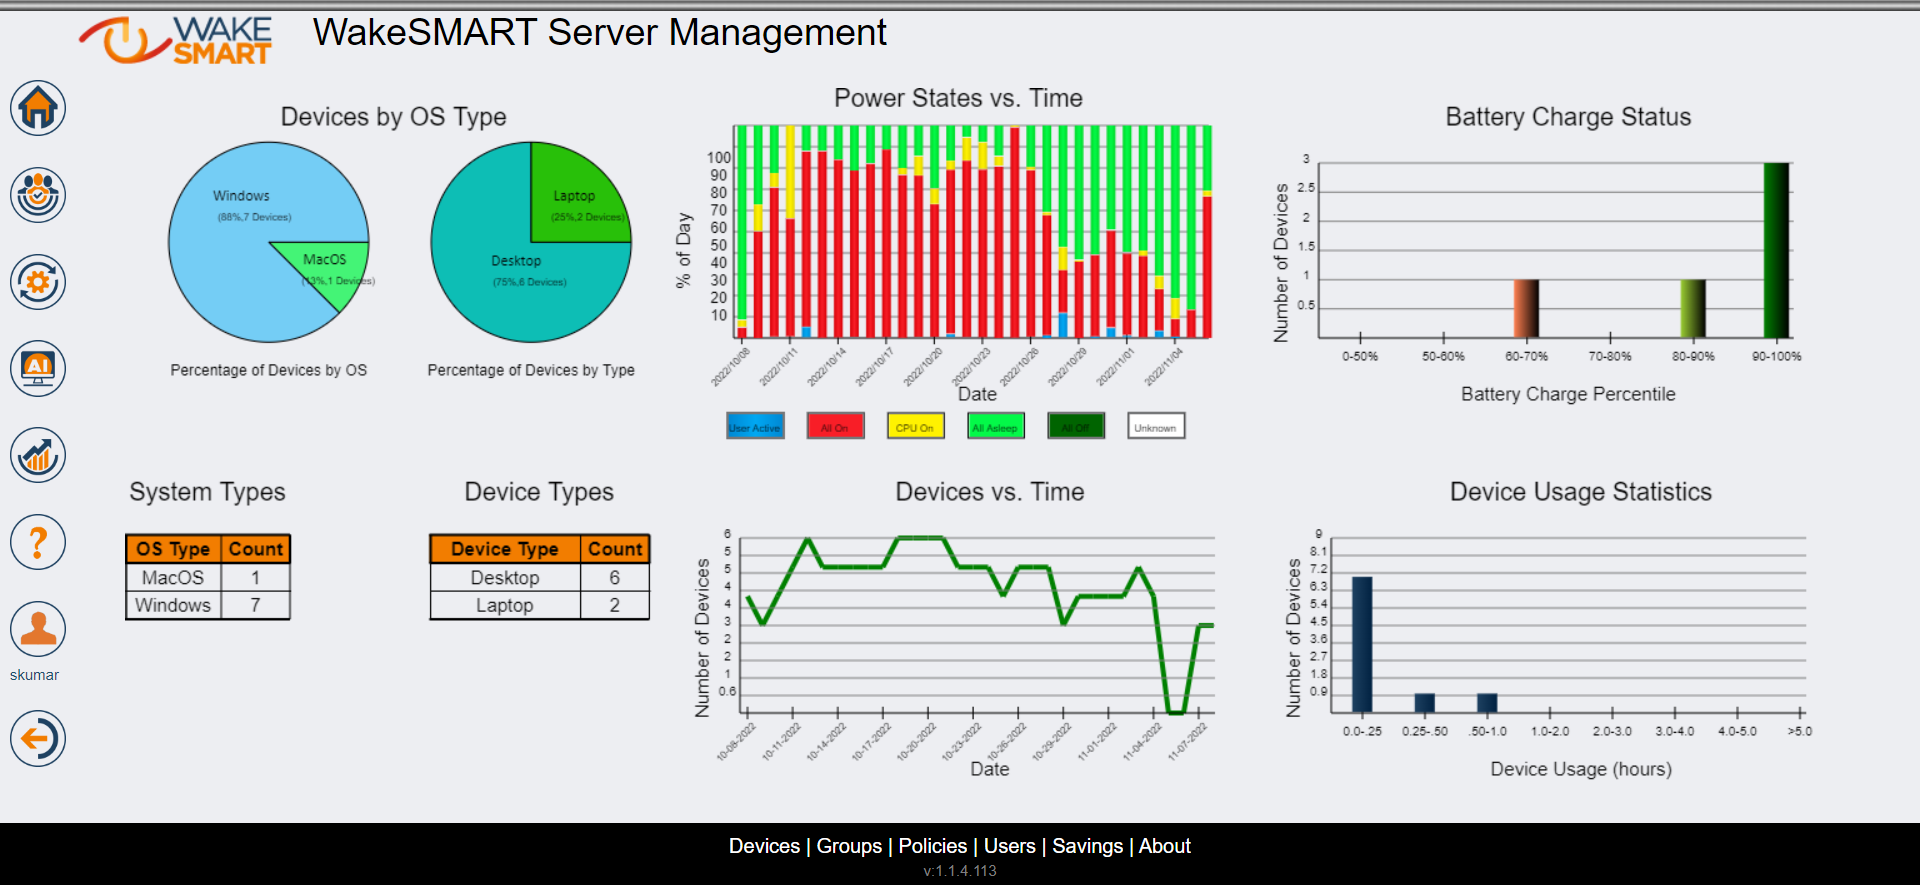 WAKE
SMART
WakeSMART Server Management
Devices by OS Type
Windows
(88%,7 Devices)
MacOS
(13%,1 Devices)
Percentage of Devices by OS
Laptop
(25%,2 Devices)
Desktop
(75%,6 Devices)
Percentage of Devices by Type
Power States vs. Time
% of Day
100
90
80
70
60
50
40
30
20
10
2022/10/08
2022/10/11
2022/10/14
2022/10/17
2022/10/20
2022/10/23
2022/10/26
2022/10/29
2022/11/01
2022/11/04
Date
User Active
All On
CPU On
All Asleep
All Off
Unknown
Battery Charge Status
Number of Devices
3
2.5
2
1.5
1
0.5
0-50%
50-60%
60-70%
70-80%
80-90%
90-100%
Battery Charge Percentile
AI
?
skumar
System Types
OS Type Count
MacOS 1
Windows 7
Device Types
Device Type Count
Desktop 6
Laptop 2
Devices vs. Time
Number of Devices
6
5
5
4
4
3
2
2
1
0.6
10-08-2022
10-11-2022
10-14-2022
10-17-2022
10-20-2022
10-23-2022
10-26-2022
10-29-2022
11-01-2022
11-04-2022
11-07-2022
Date
Device Usage Statistics
Number of Devices
9
8.1
7.2
6.3
5.4
4.5
3.6
2.7
1.8
0.9
0.0-.25
0.25-.50
.50-1.0
1.0-2.0
2.0-3.0
3.0-4.0
4.0-5.0
>5.0
Device Usage (hours)
Devices | Groups | Policies | Users | Savings | About
v:1.1.4.113